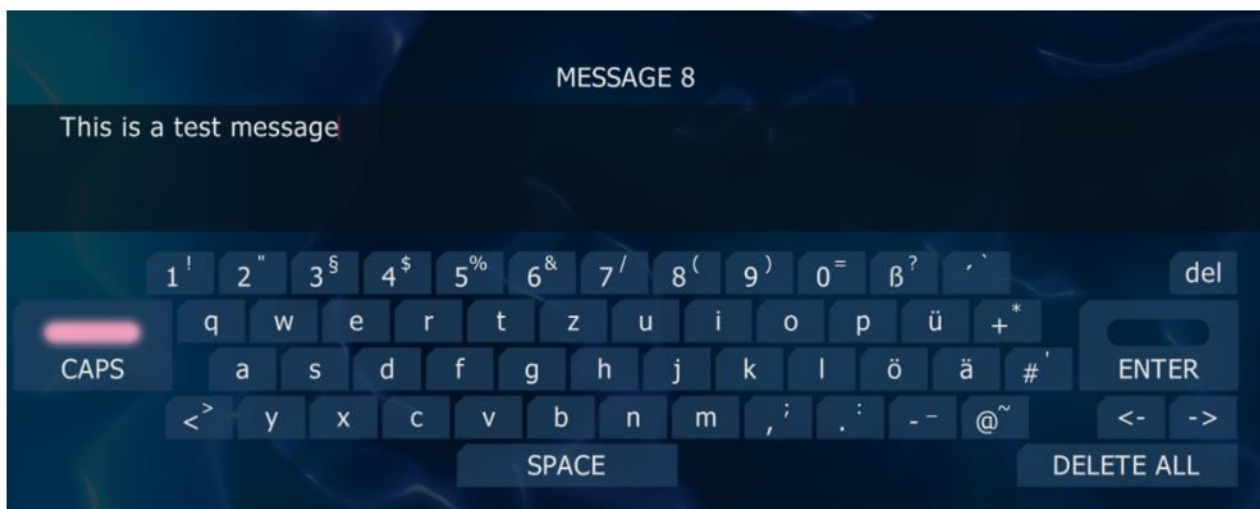 MESSAGE 8
This is a test message
1! 2" 3§ 4$ 5% 6& 7/ 8( 9) 0= ß? ´` del
q w e r t z u i o p ü +*
CAPS a s d f g h j k l ö ä #' ENTER
<> y x c v b n m ,; .: -_ @~ <- ->
SPACE DELETE ALL